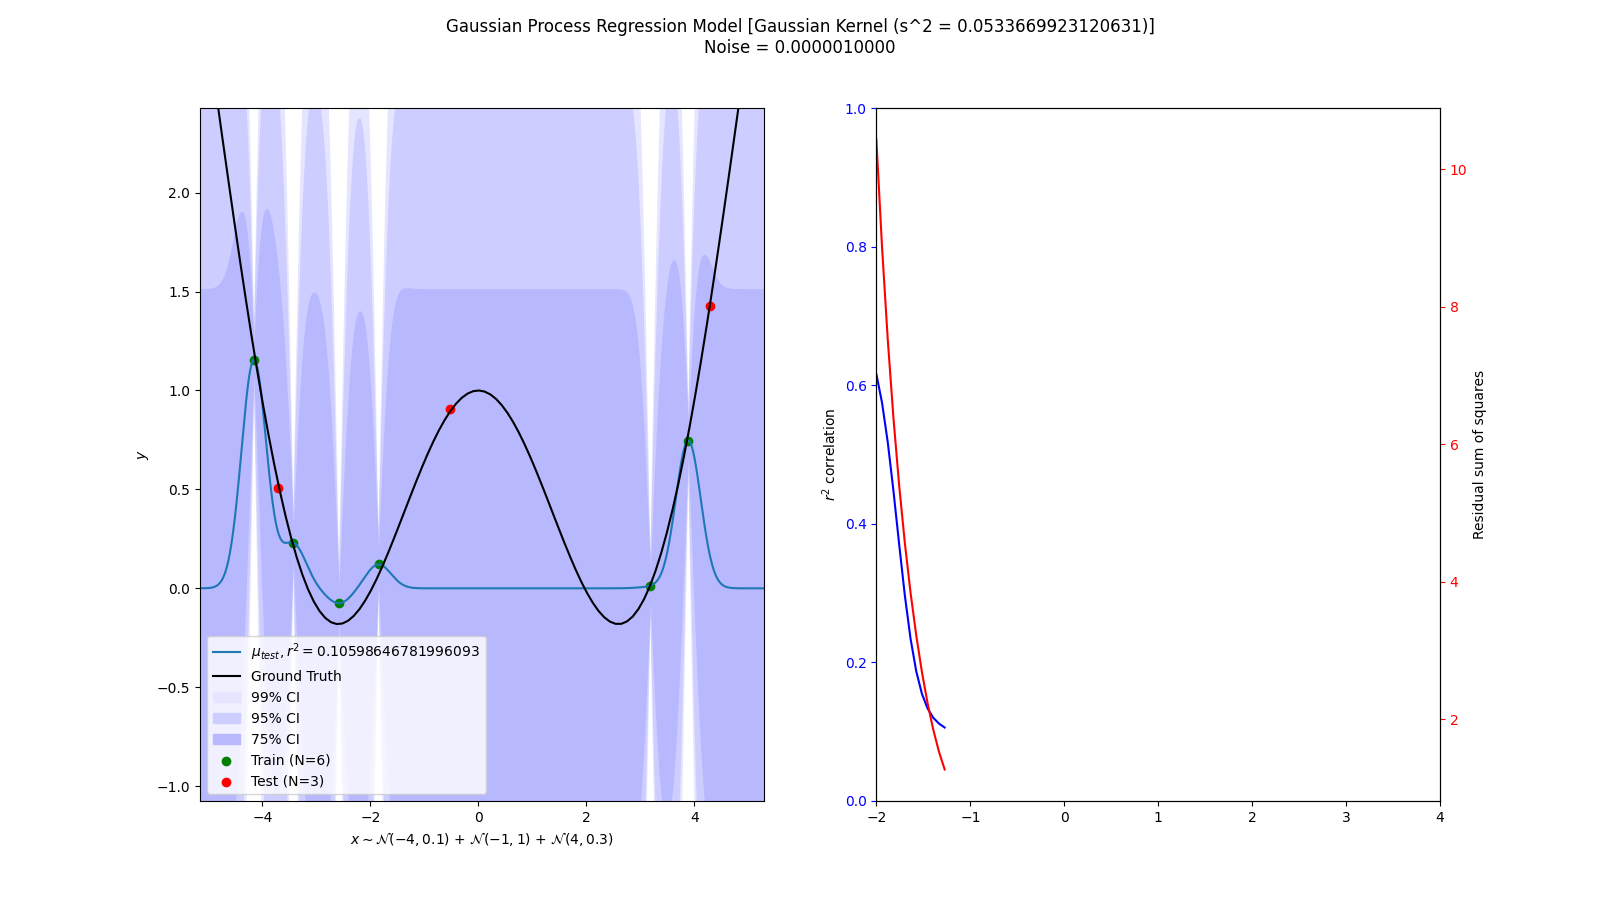 Gaussian Process Regression Model [Gaussian Kernel (s^2 = 0.0533669923120631)]
Noise = 0.0000010000
2.0
1.5
1.0
0.5
0.0
−0.5
−1.0
y
μ_test, r² = 0.10598646781996093
Ground Truth
99% CI
95% CI
75% CI
Train (N=6)
Test (N=3)
−4
−2
0
2
4
x ~ 𝒩(−4, 0.1) + 𝒩(−1, 1) + 𝒩(4, 0.3)
1.0
0.8
0.6
0.4
0.2
0.0
r² correlation
−2
−1
0
1
2
3
4
10
8
6
4
2
Residual sum of squares